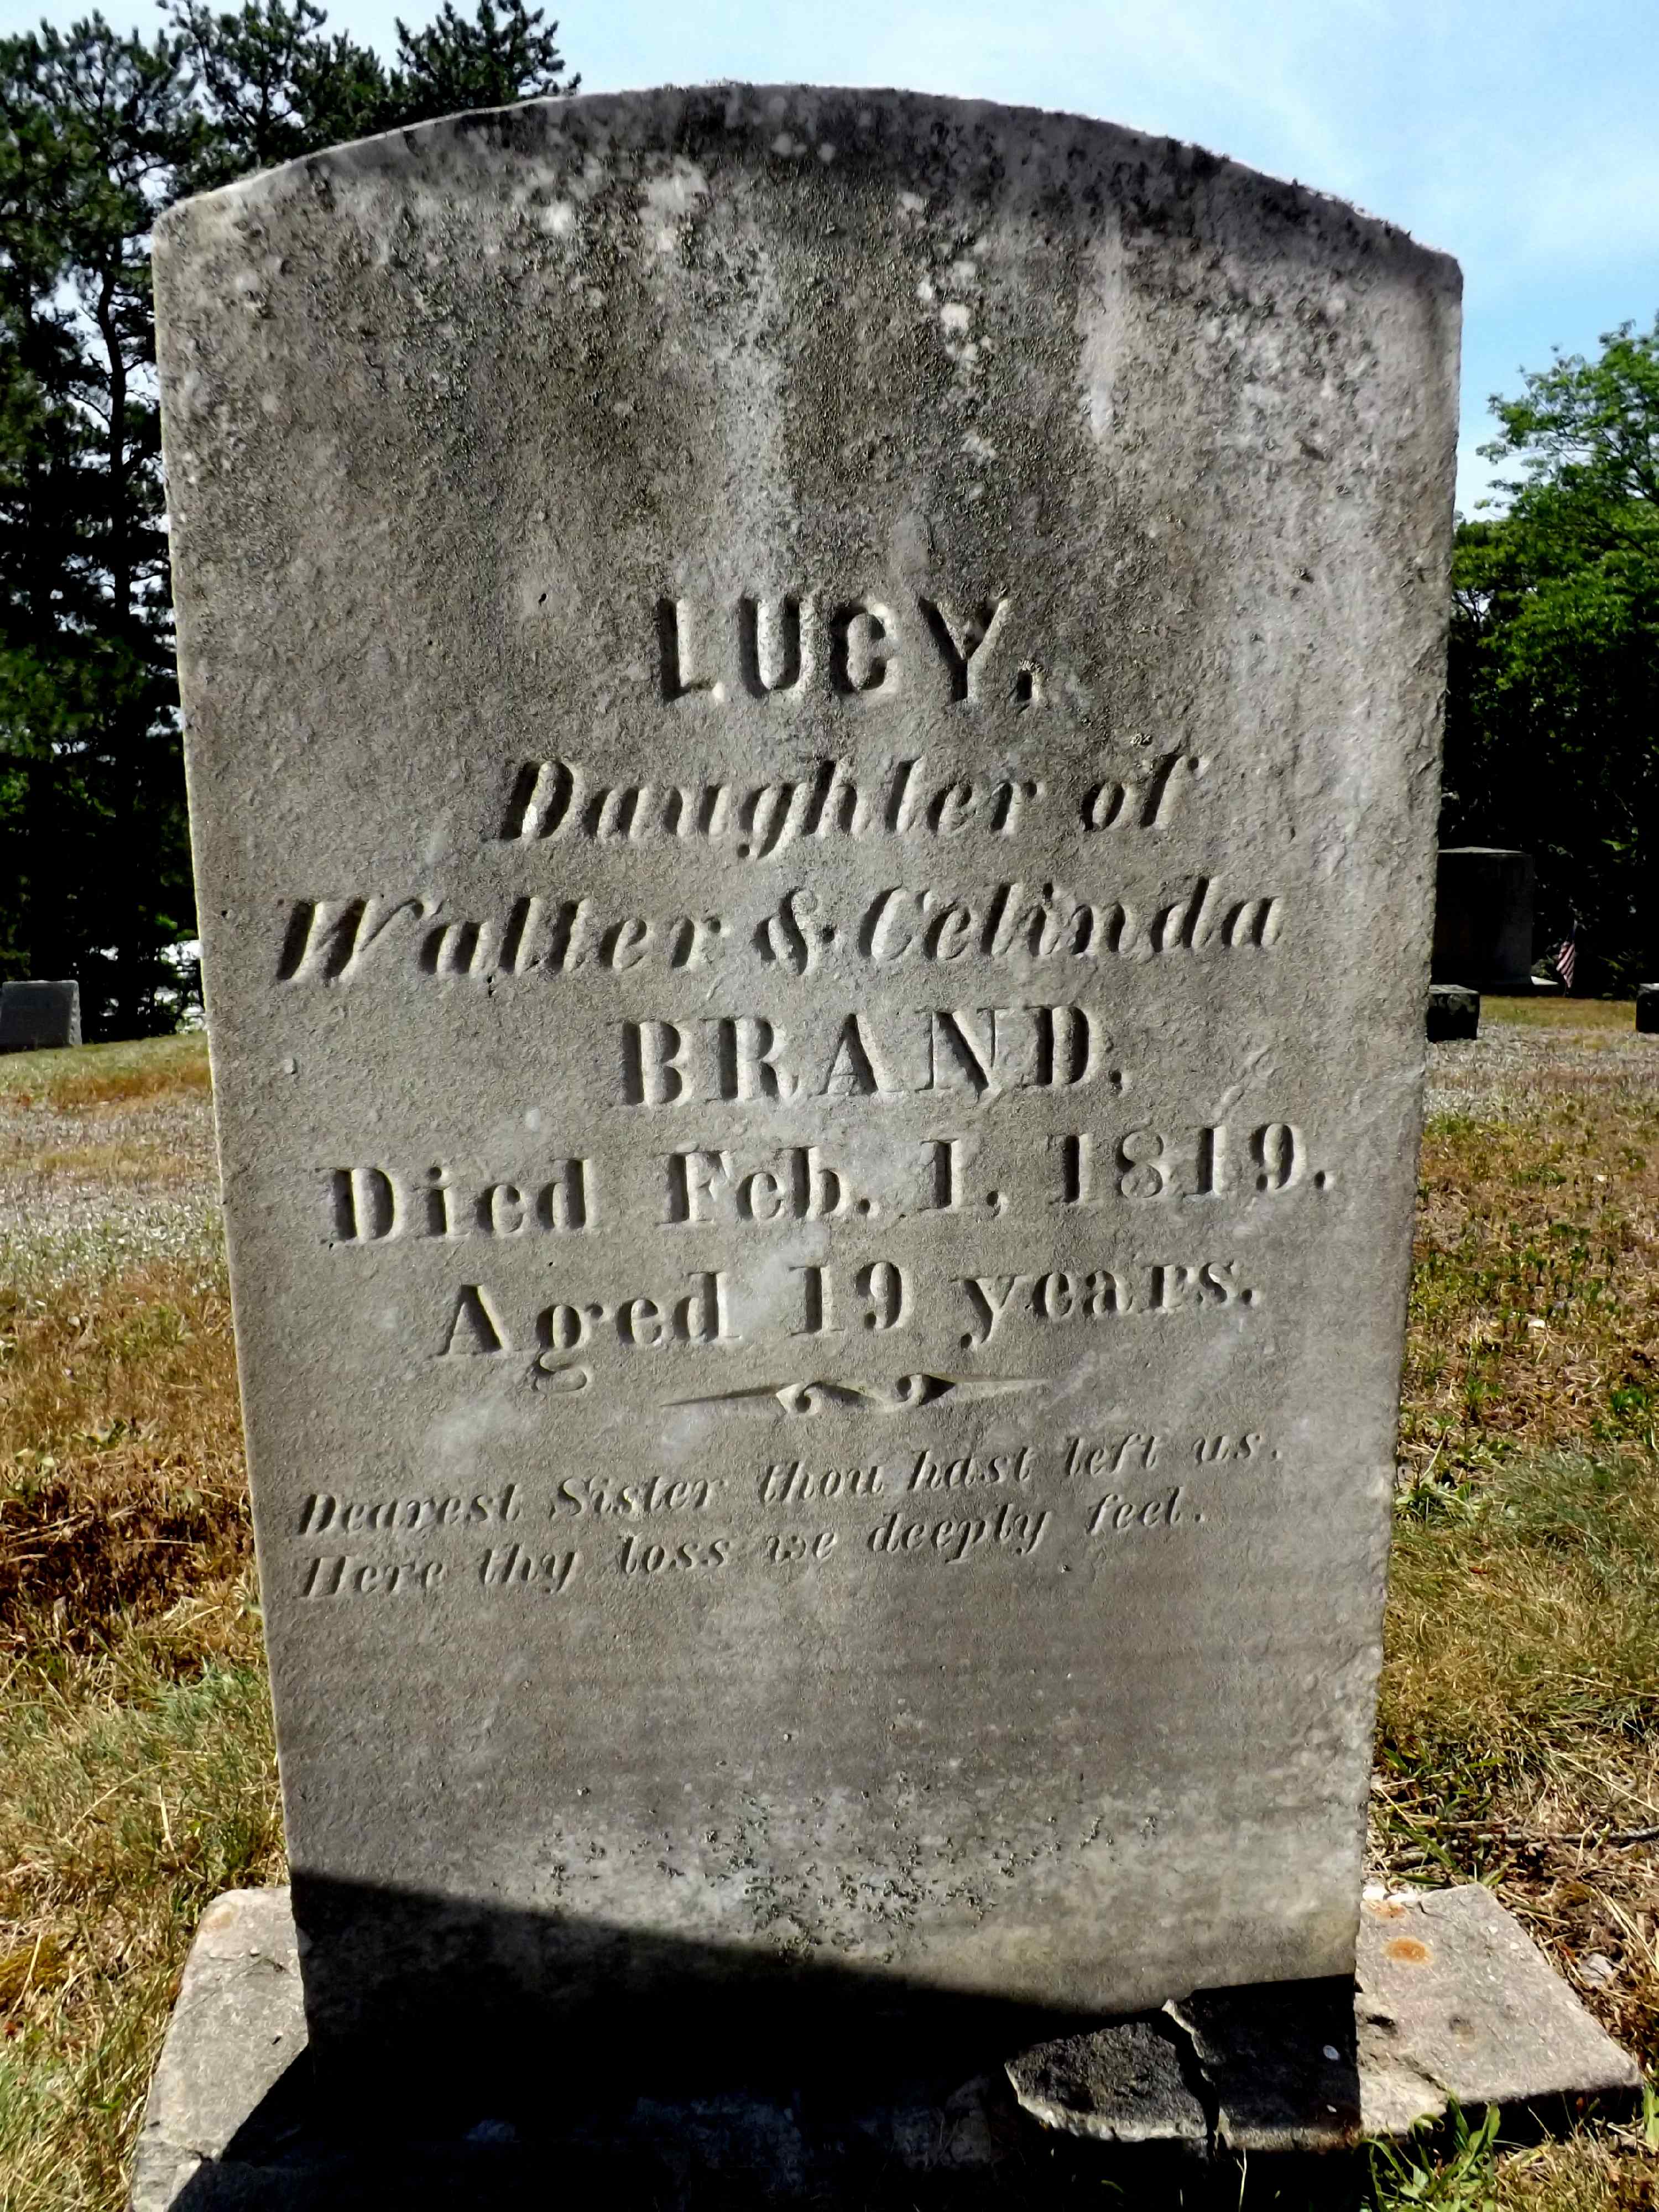 LUCY.
Daughter of
Walter & Celinda
BRAND.
Died Feb. 1, 1819.
Aged 19 years.
Dearest Sister thou hast left us.
Here thy loss we deeply feel.